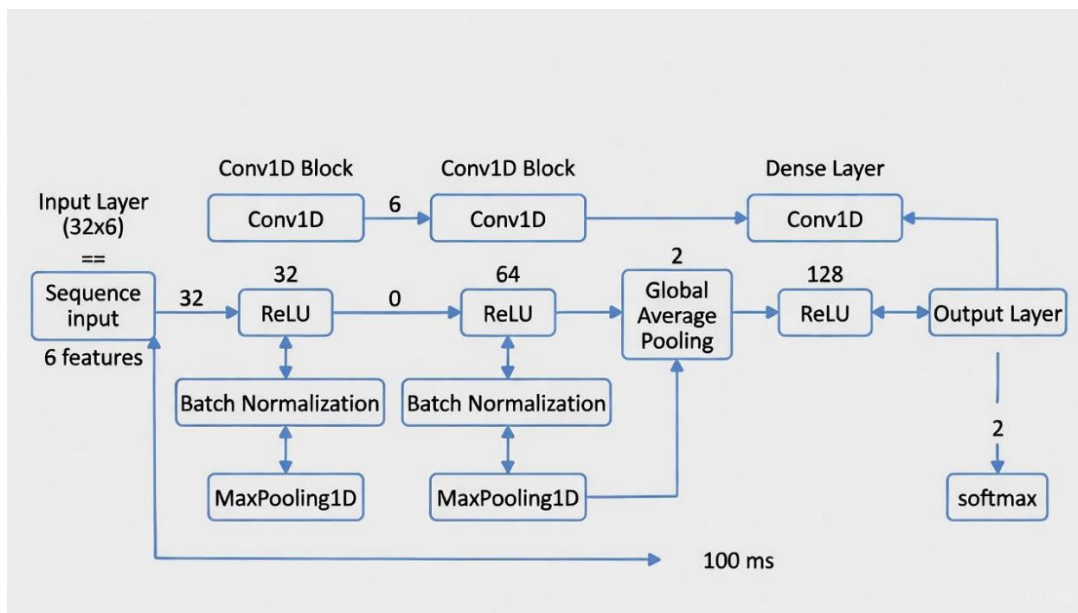 Conv1D Block
Conv1D Block
Dense Layer
Input Layer
(32x6)
==
Conv1D
6
Conv1D
Conv1D
32
64
2
128
Sequence
input
32
ReLU
0
ReLU
Global
Average
Pooling
ReLU
Output Layer
6 features
Batch Normalization
Batch Normalization
2
MaxPooling1D
MaxPooling1D
softmax
100 ms